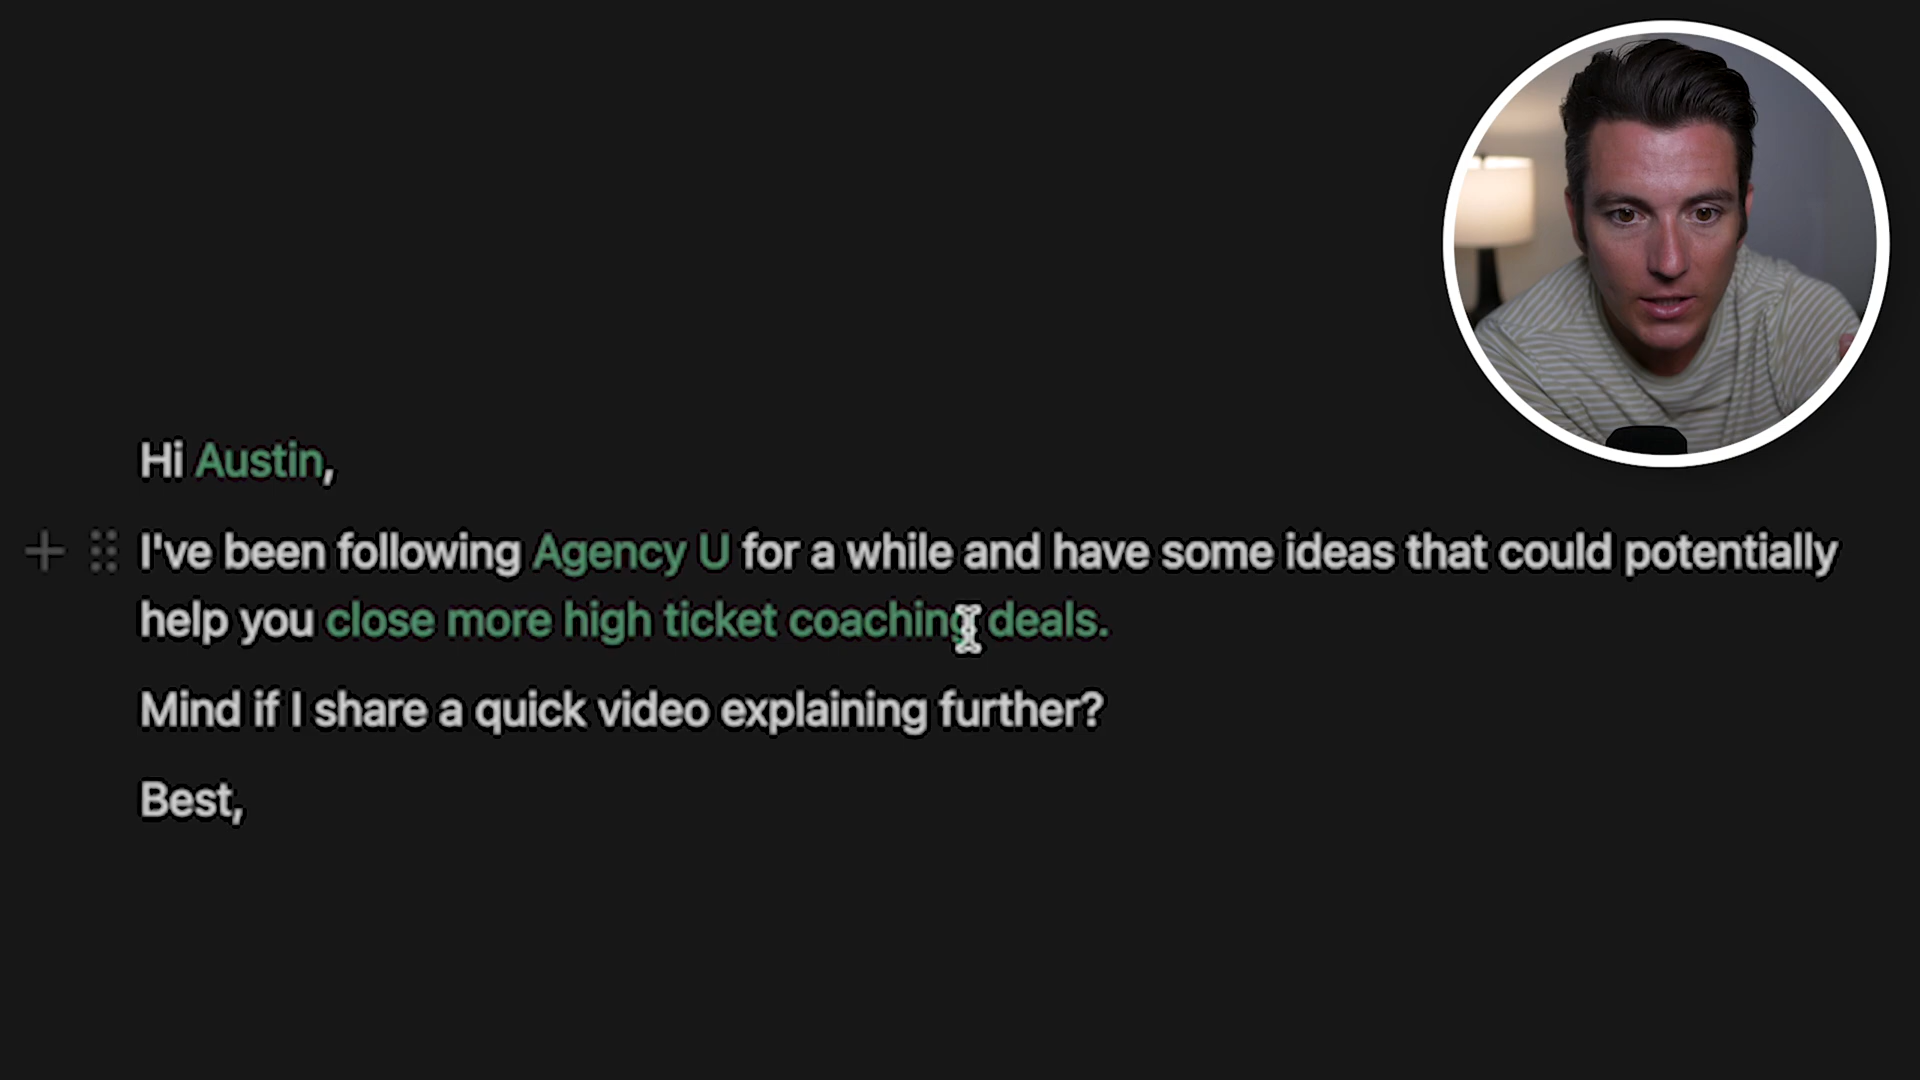 Hi Austin,
I've been following Agency U for a while and have some ideas that could potentially
help you close more high ticket coaching deals.
Mind if I share a quick video explaining further?
Best,